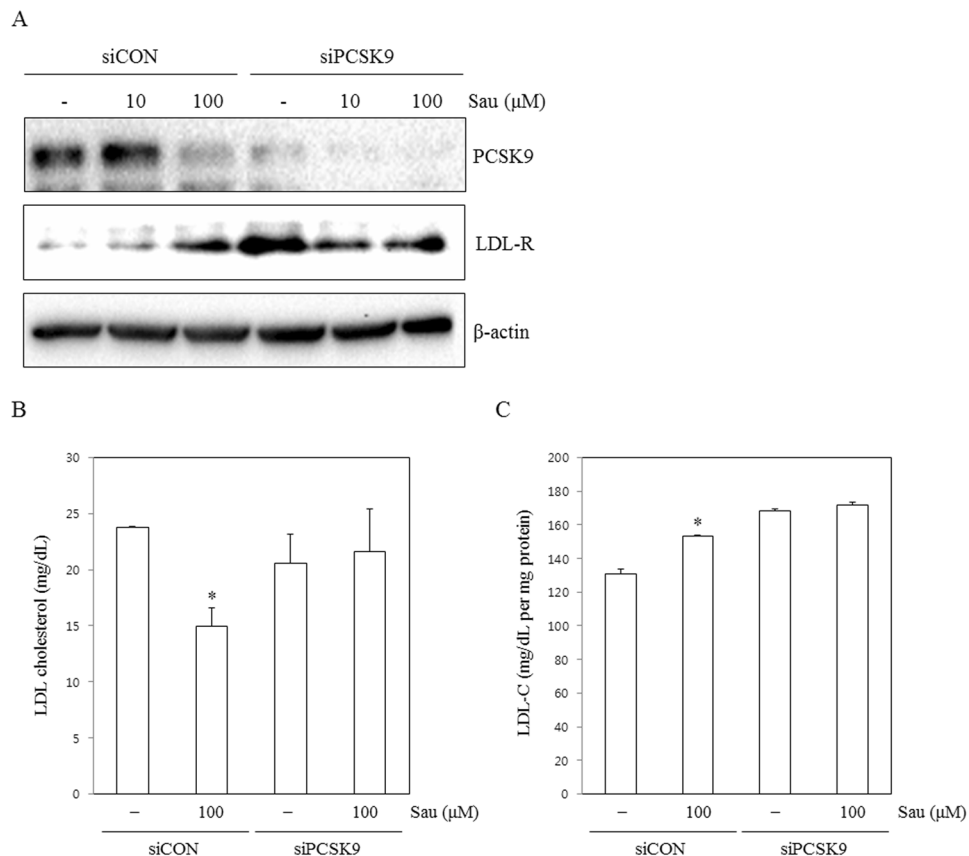 A
siCON siPCSK9
- 10 100 - 10 100 Sau (μM)
PCSK9
LDL-R
β-actin
B
30
25
20
15
10
5
0
LDL cholesterol (mg/dL)
*
– 100 – 100 Sau (μM)
siCON siPCSK9
C
200
180
160
140
120
100
80
60
40
20
0
LDL-C (mg/dL per mg protein)
*
– 100 – 100 Sau (μM)
siCON siPCSK9